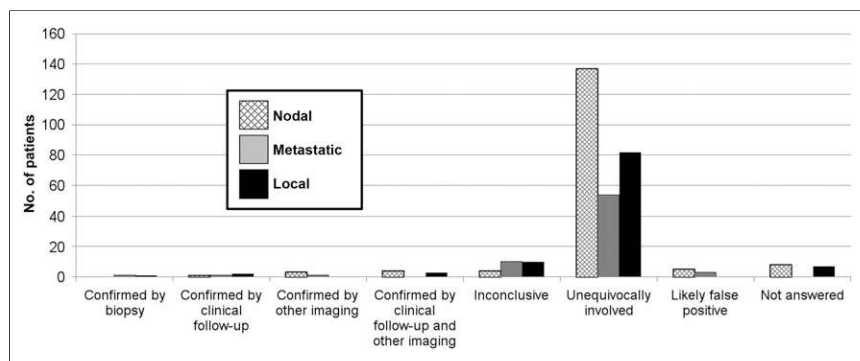 160
140
120
100
80
60
40
20
0
No. of patients
Nodal
Metastatic
Local
Confirmed by
biopsy
Confirmed by
clinical
follow-up
Confirmed by
other imaging
Confirmed by
clinical
follow-up and
other imaging
Inconclusive
Unequivocally
involved
Likely false
positive
Not answered